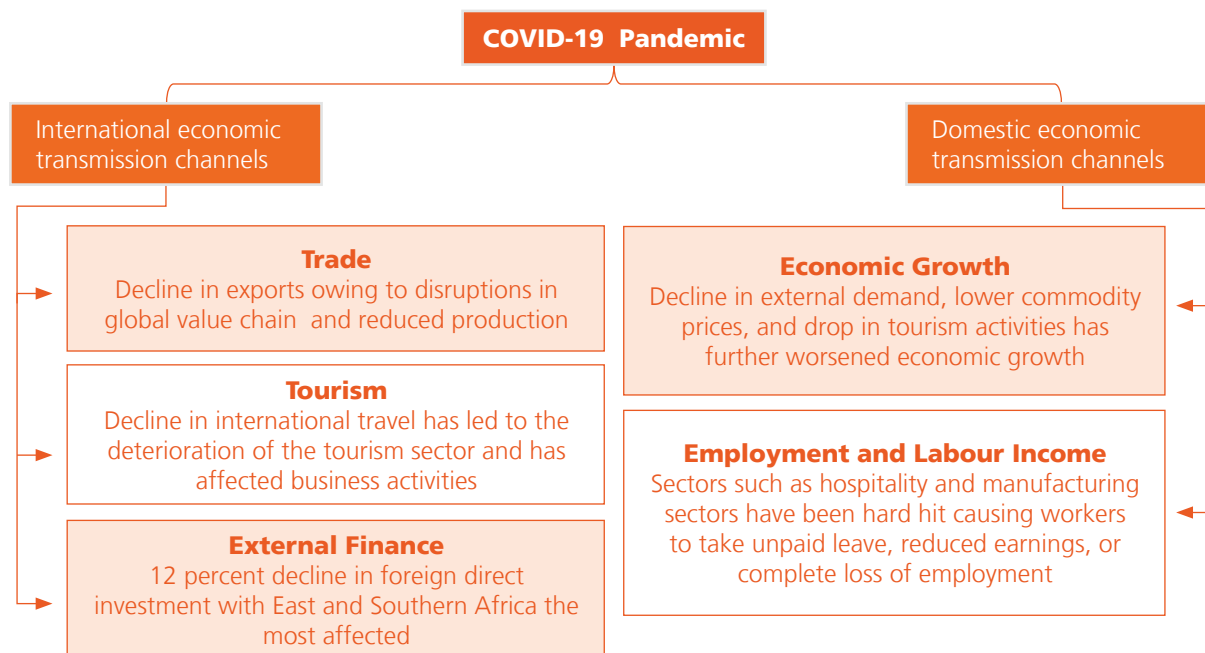 COVID-19 Pandemic
International economic
transmission channels
Trade
Decline in exports owing to disruptions in
global value chain and reduced production
Tourism
Decline in international travel has led to the
deterioration of the tourism sector and has
affected business activities
External Finance
12 percent decline in foreign direct
investment with East and Southern Africa the
most affected
Domestic economic
transmission channels
Economic Growth
Decline in external demand, lower commodity
prices, and drop in tourism activities has
further worsened economic growth
Employment and Labour Income
Sectors such as hospitality and manufacturing
sectors have been hard hit causing workers
to take unpaid leave, reduced earnings, or
complete loss of employment